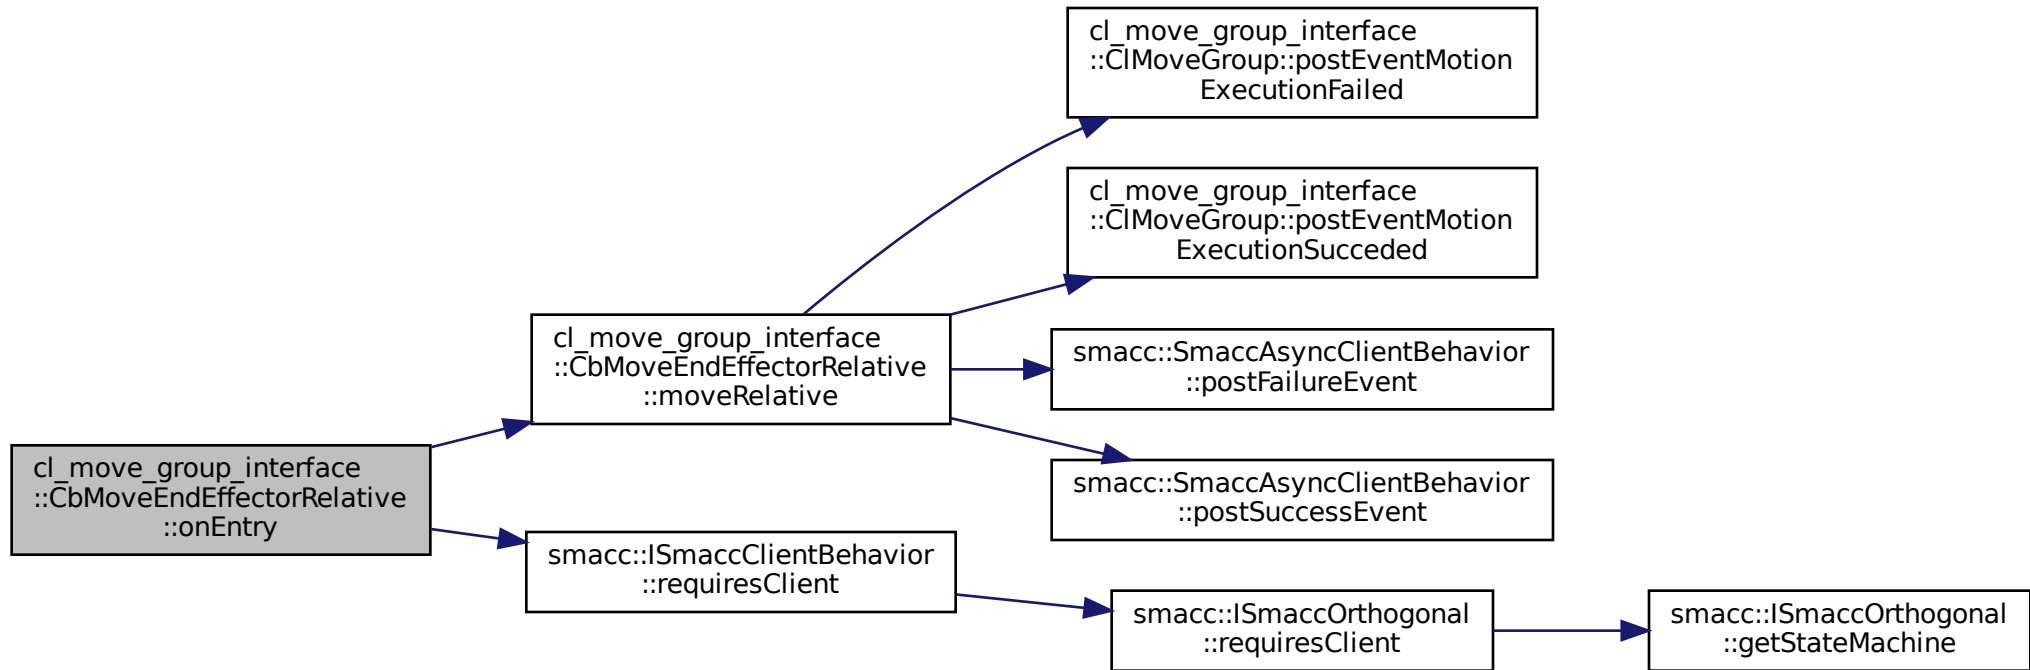 cl_move_group_interface
::ClMoveGroup::postEventMotion
ExecutionFailed
cl_move_group_interface
::ClMoveGroup::postEventMotion
ExecutionSucceded
cl_move_group_interface
::CbMoveEndEffectorRelative
::moveRelative
smacc::SmaccAsyncClientBehavior
::postFailureEvent
cl_move_group_interface
::CbMoveEndEffectorRelative
::onEntry
smacc::SmaccAsyncClientBehavior
::postSuccessEvent
smacc::ISmaccClientBehavior
::requiresClient
smacc::ISmaccOrthogonal
::requiresClient
smacc::ISmaccOrthogonal
::getStateMachine